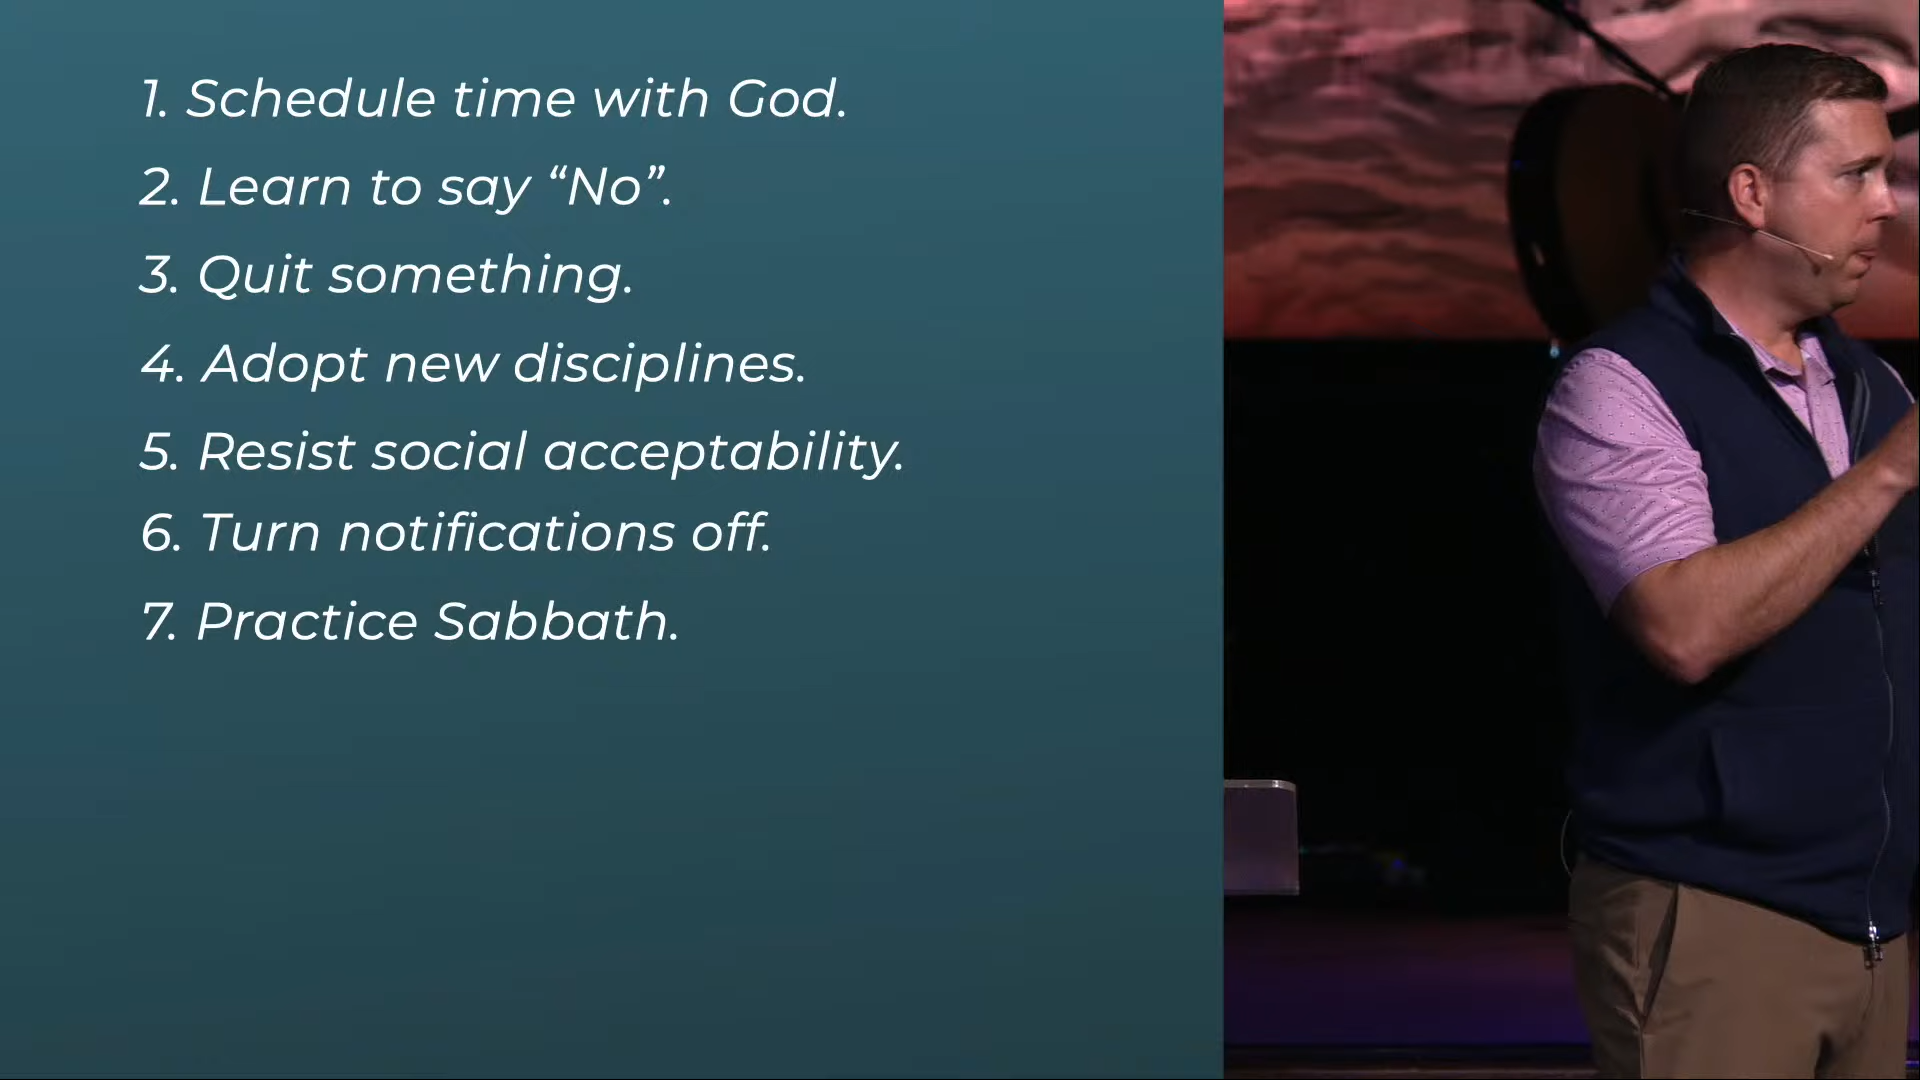 1. Schedule time with God.
2. Learn to say “No”.
3. Quit something.
4. Adopt new disciplines.
5. Resist social acceptability.
6. Turn notifications off.
7. Practice Sabbath.